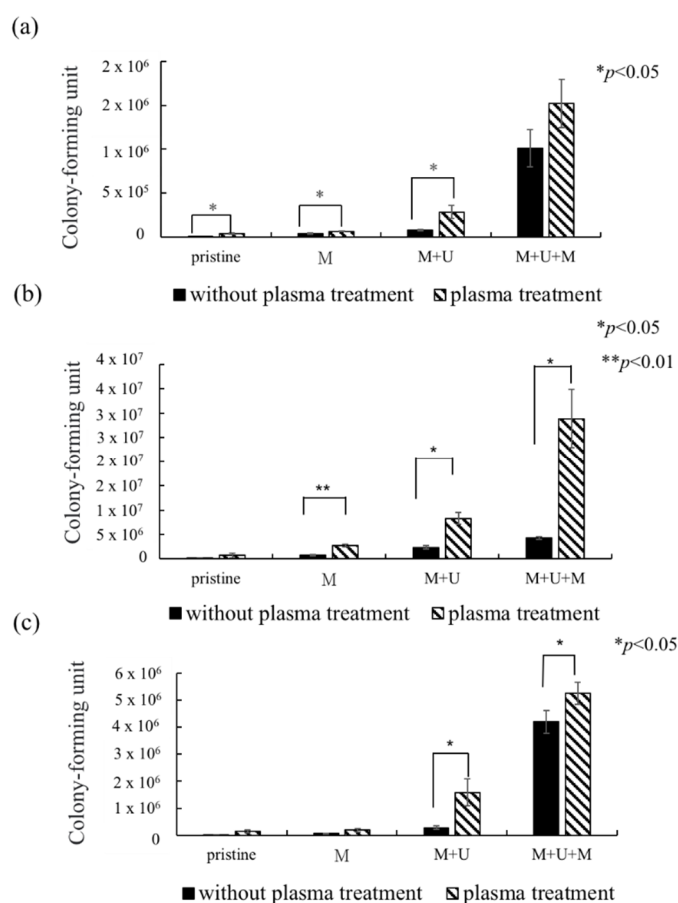 (a)
Colony-forming unit
2 x 10⁶
2 x 10⁶
1 x 10⁶
5 x 10⁵
0
*
*
*
*p<0.05
pristine M M+U M+U+M
without plasma treatment plasma treatment
(b)
Colony-forming unit
*p<0.05
**p<0.01
4 x 10⁷
4 x 10⁷
3 x 10⁷
3 x 10⁷
2 x 10⁷
2 x 10⁷
1 x 10⁷
5 x 10⁶
0
**
*
*
pristine M M+U M+U+M
without plasma treatment plasma treatment
(c)
Colony-forming unit
*p<0.05
6 x 10⁶
5 x 10⁶
4 x 10⁶
3 x 10⁶
2 x 10⁶
1 x 10⁶
0
*
*
pristine M M+U M+U+M
without plasma treatment plasma treatment